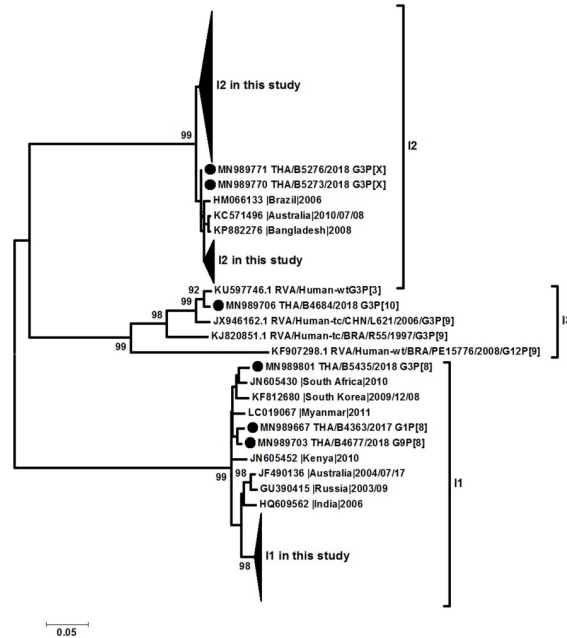 I2 in this study
99
I2
MN989771 THA/B5276/2018 G3P[X]
MN989770 THA/B5273/2018 G3P[X]
HM066133 |Brazil|2006
KC571496 |Australia|2010/07/08
KP882276 |Bangladesh|2008
I2 in this study
92
KU597746.1 RVA/Human-wtG3P[3]
99
MN989706 THA/B4684/2018 G3P[10]
98
JX946162.1 RVA/Human-tc/CHN/L621/2006/G3P[9]
KJ820851.1 RVA/Human-tc/BRA/R55/1997/G3P[9]
99
KF907298.1 RVA/Human-wt/BRA/PE15776/2008/G12P[9]
MN989801 THA/B5435/2018 G3P[8]
JN605430 |South Africa|2010
KF812680 |South Korea|2009/12/08
LC019067 |Myanmar|2011
MN989667 THA/B4363/2017 G1P[8]
MN989703 THA/B4677/2018 G9P[8]
JN605452 |Kenya|2010
99
98
JF490136 |Australia|2004/07/17
GU390415 |Russia|2003/09
HQ609562 |India|2006
I1
I1 in this study
98
0.05